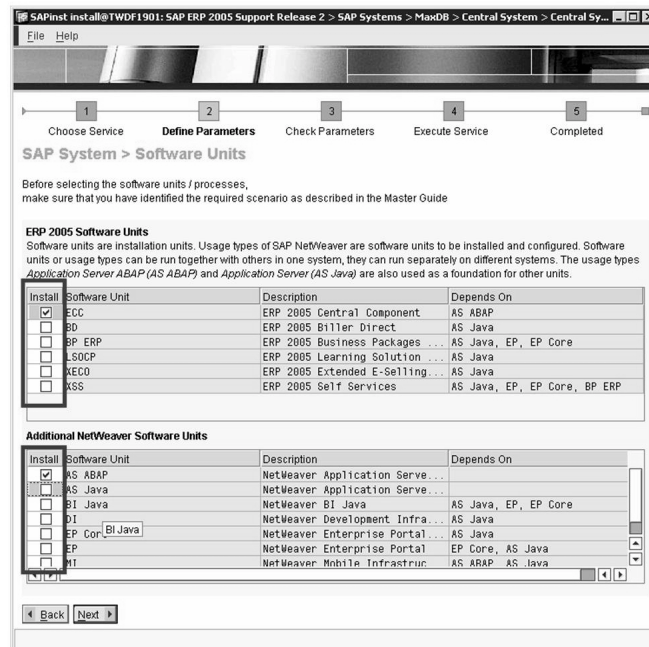 SAPinst install@TWDF1901: SAP ERP 2005 Support Release 2 > SAP Systems > MaxDB > Central System > Central Sy...
File Help
1 2 3 4 5
Choose Service Define Parameters Check Parameters Execute Service Completed
SAP System > Software Units
Before selecting the software units / processes,
make sure that you have identified the required scenario as described in the Master Guide
ERP 2005 Software Units
Software units are installation units. Usage types of SAP NetWeaver are software units to be installed and configured. Software
units or usage types can be run together with others in one system, they can run separately on different systems. The usage types
Application Server ABAP (AS ABAP) and Application Server (AS Java) are also used as a foundation for other units.
Install Software Unit Description Depends On
ECC ERP 2005 Central Component AS ABAP
BD ERP 2005 Biller Direct AS Java
BP ERP ERP 2005 Business Packages ... AS Java, EP, EP Core
LSOCP ERP 2005 Learning Solution ... AS Java
XECO ERP 2005 Extended E-Selling... AS Java
XSS ERP 2005 Self Services AS Java, EP, EP Core, BP ERP
Additional NetWeaver Software Units
Install Software Unit Description Depends On
AS ABAP NetWeaver Application Serve...
AS Java NetWeaver Application Serve...
BI Java NetWeaver BI Java AS Java, EP, EP Core
DI NetWeaver Development Infra... AS Java
EP Core NetWeaver Enterprise Portal... AS Java
BI Java
EP NetWeaver Enterprise Portal EP Core, AS Java
MI NetWeaver Mobile Infrastruc AS ABAP AS Java
Back Next